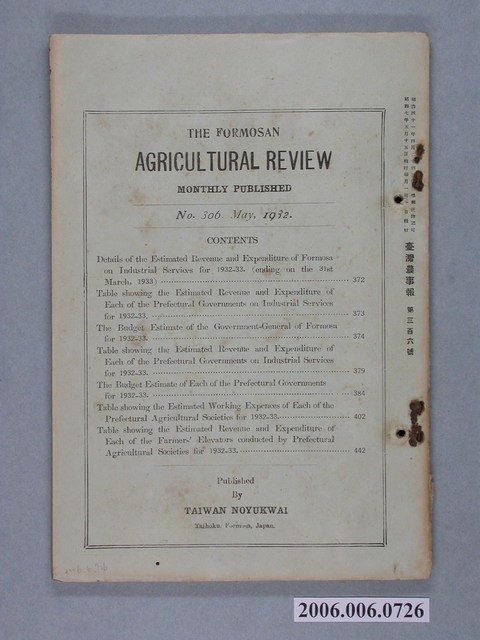 THE FORMOSAN
AGRICULTURAL REVIEW
MONTHLY PUBLISHED
No. 306. May, 1932.
CONTENTS
Details of the Estimated Revenue and Expenditure of Formosa
on Industrial Services for 1932-33. (ending on the 31st
March, 1933) 372
Table showing the Estimated Revenue and Expenditure of
Each of the Prefectural Governments on Industrial Services
for 1932-33. 373
The Budget Estimate of the Government-General of Formosa
for 1932-33. 374
Table showing the Estimated Revenue and Expenditure of
Each of the Prefectural Governments on Industrial Services
for 1932-33. 379
The Budget Estimate of Each of the Prefectural Governments
for 1932-33. 384
Table showing the Estimated Working Expences of Each of the
Prefectural Agricultural Societies for 1932-33. 402
Table showing the Estimated Revenue and Expenditure of
Each of the Farmers' Elevators conducted by Prefectural
Agricultural Societies for 1932-33. 442
Published
By
TAIWAN NOYUKWAI
Taihoku, Formosa, Japan.
臺灣農事報 第三百六號
2006.006.0726